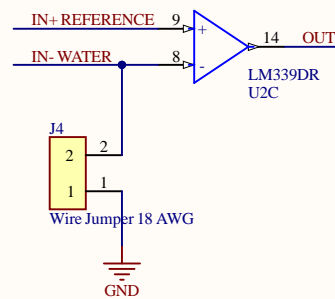 IN+ REFERENCE
9
+
IN- WATER
8
-
14
OUT
LM339DR
U2C
J4
2
2
1
1
Wire Jumper 18 AWG
GND